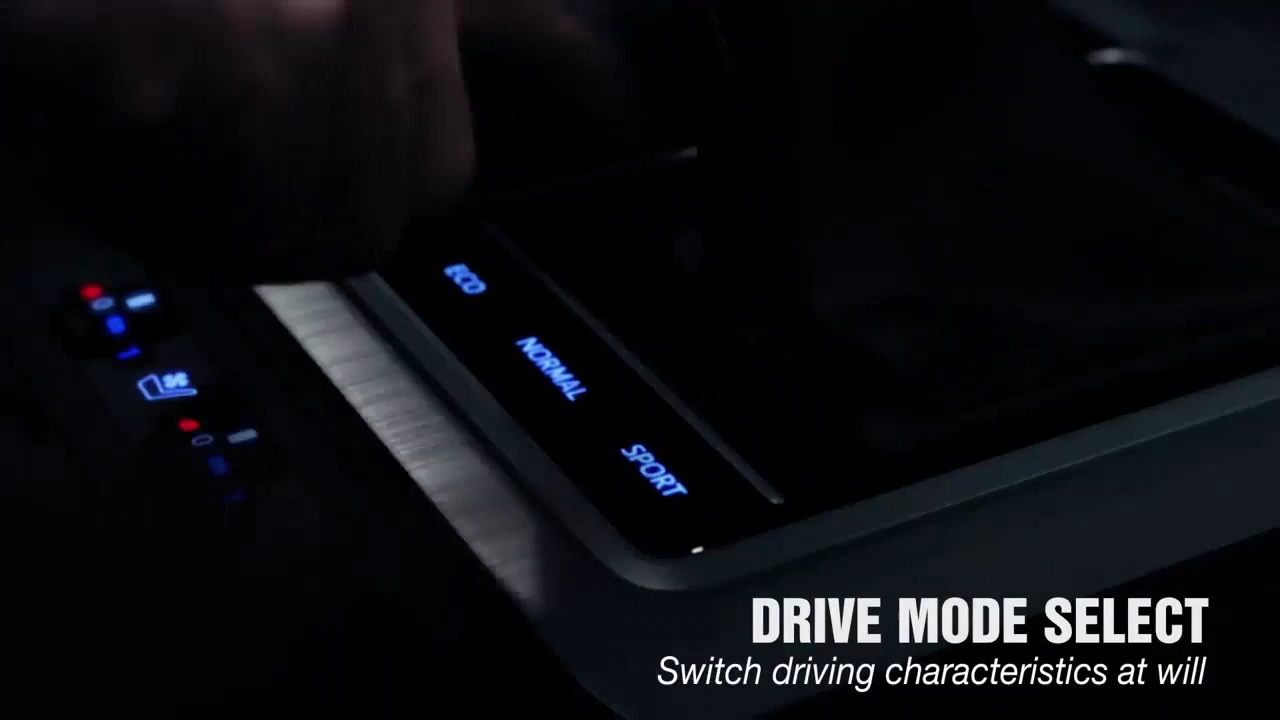 ECO
NORMAL
SPORT
DRIVE MODE SELECT
Switch driving characteristics at will